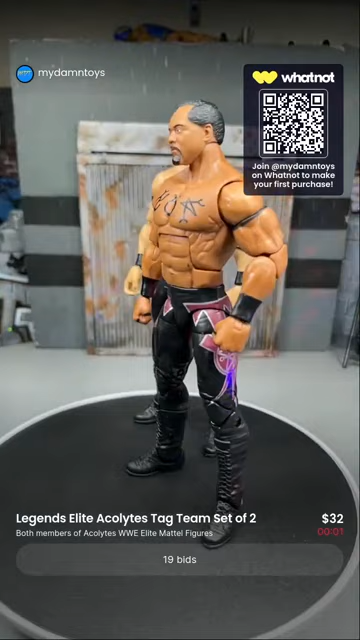 mydamntoys
whatnot
Join @mydamntoys
on Whatnot to make
your first purchase!
Legends Elite Acolytes Tag Team Set of 2
$32
Both members of Acolytes WWE Elite Mattel Figures
00:01
19 bids